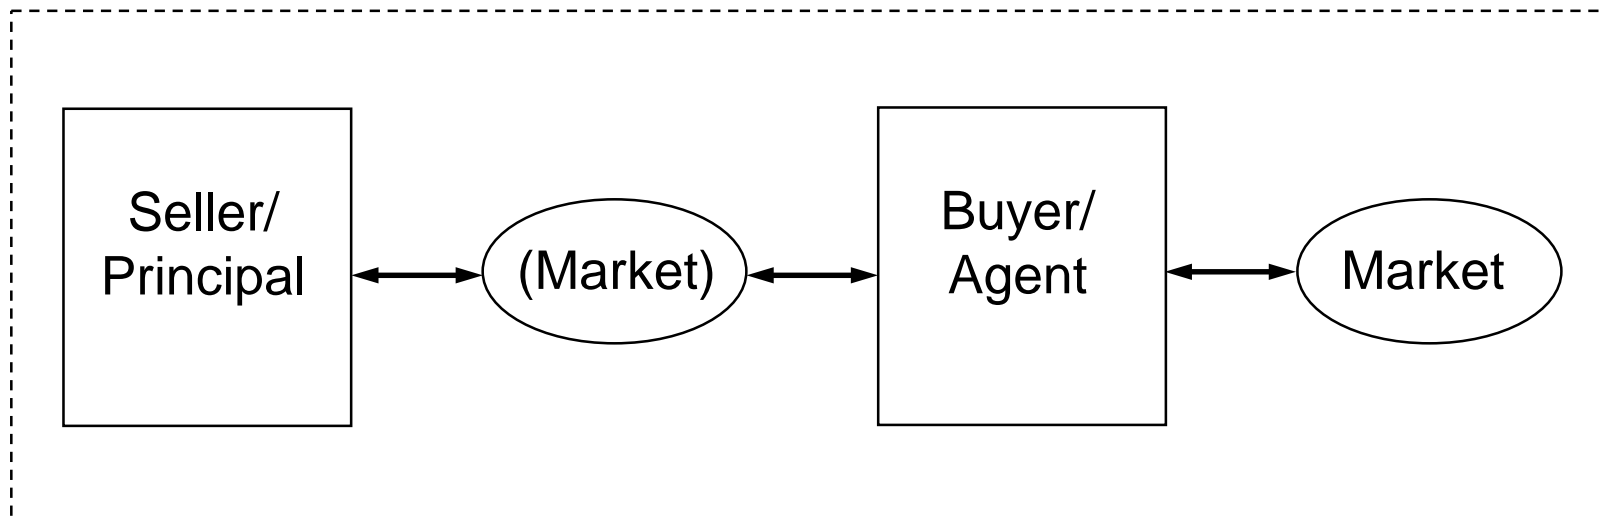 Seller/
Principal
(Market)
Buyer/
Agent
Market